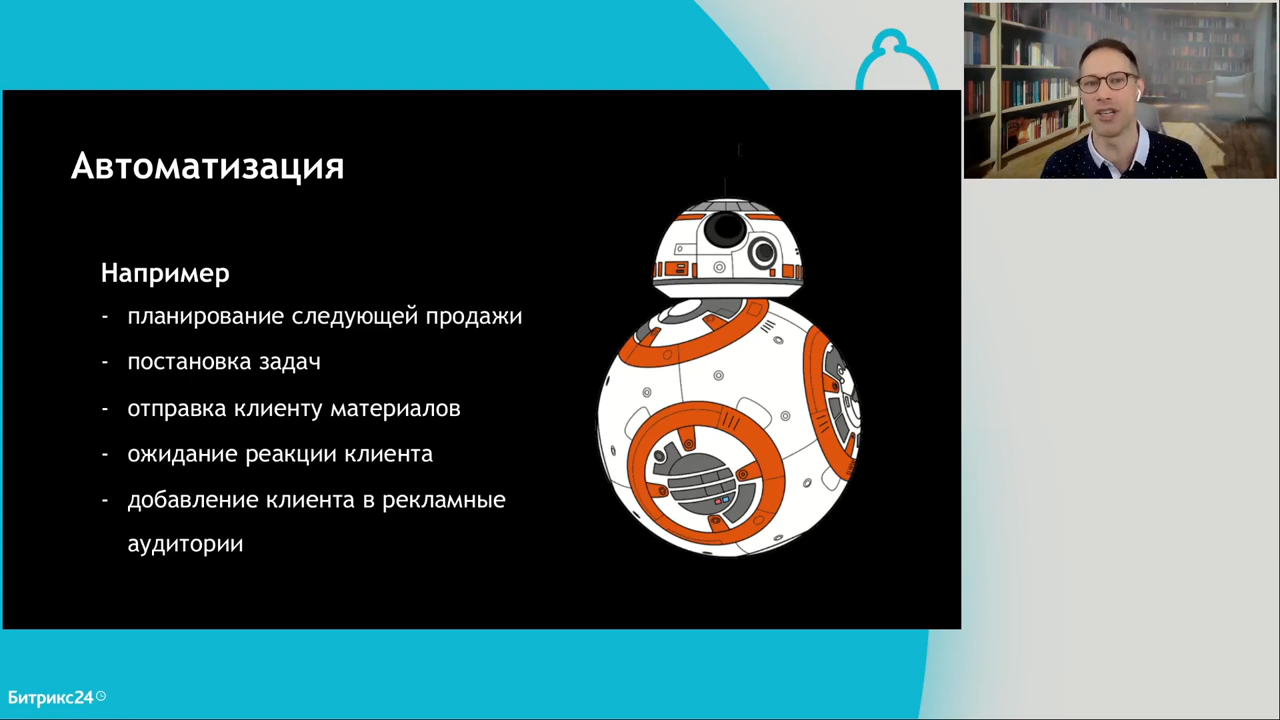 Автоматизация
Например
- планирование следующей продажи
- постановка задач
- отправка клиенту материалов
- ожидание реакции клиента
- добавление клиента в рекламные
аудитории
Битрикс24